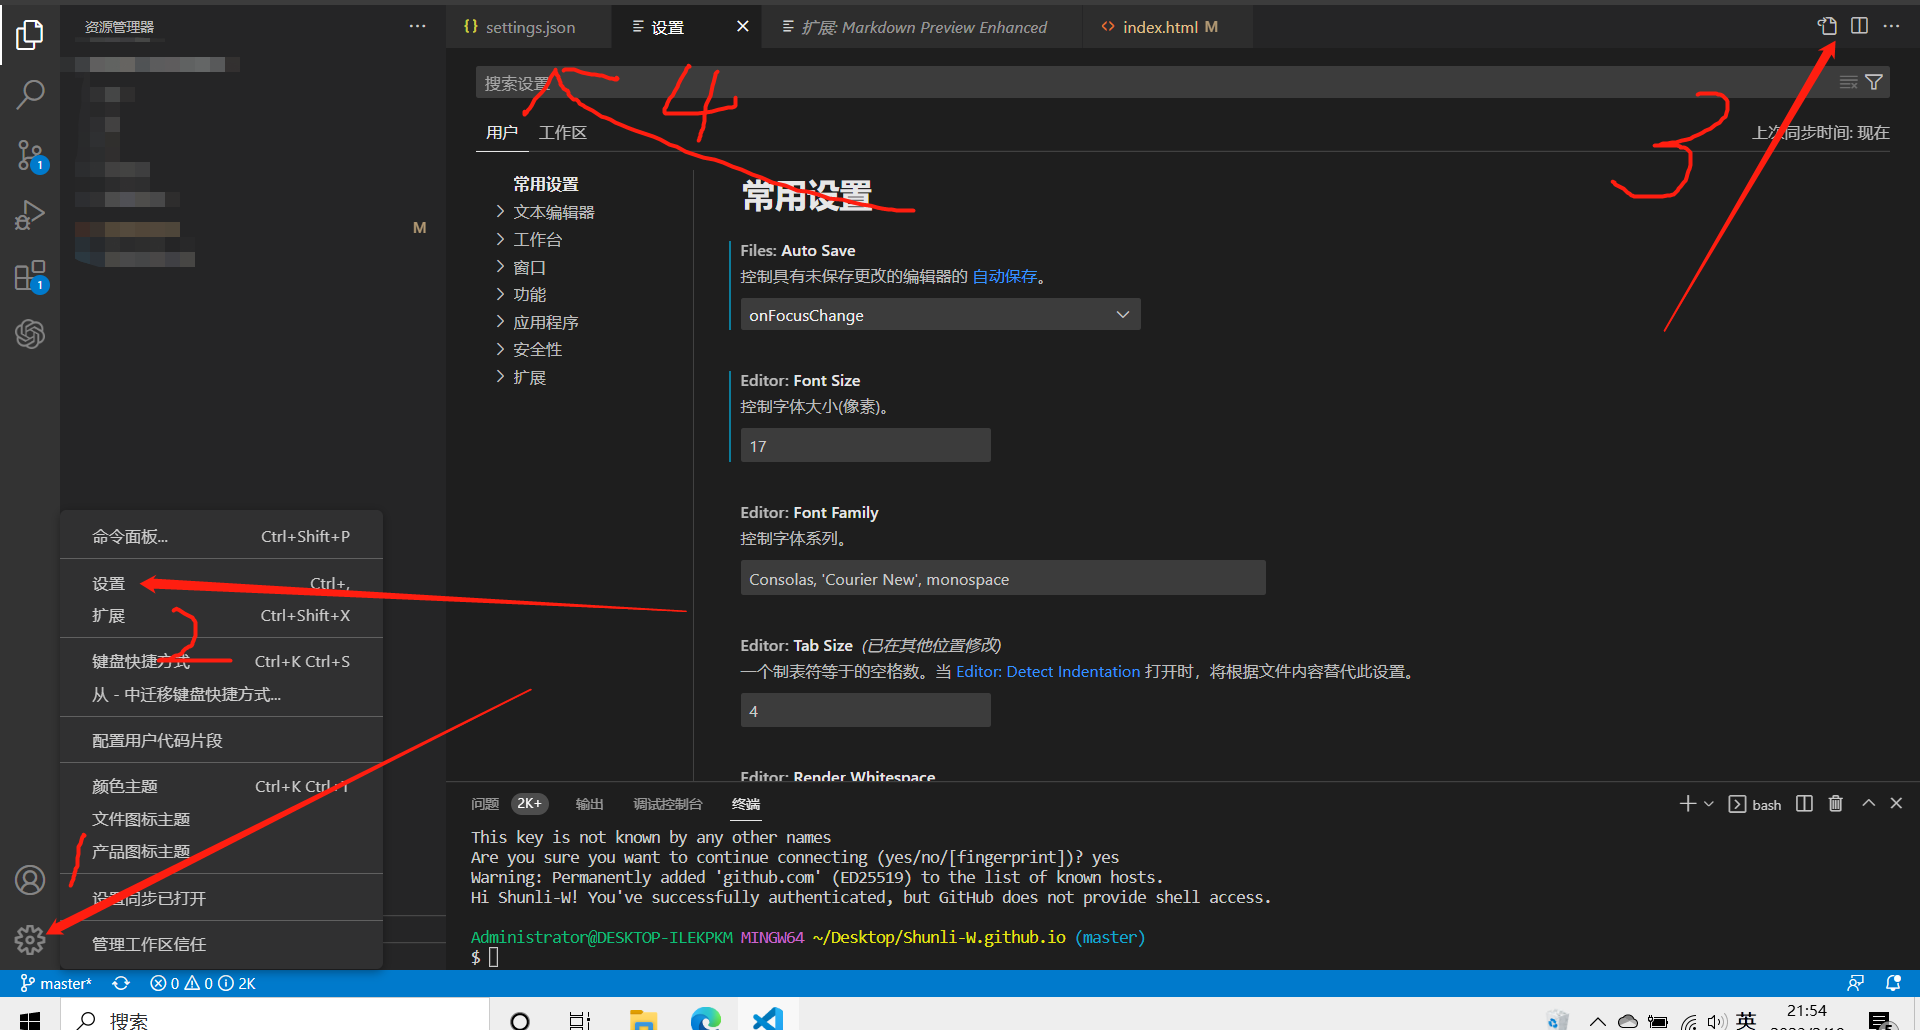 资源管理器
settings.json
设置
扩展: Markdown Preview Enhanced
index.html M
搜索设置
4
3
用户
工作区
上次同步时间: 现在
M
常用设置
文本编辑器
工作台
窗口
功能
应用程序
安全性
扩展
常用设置
Files: Auto Save
控制具有未保存更改的编辑器的 自动保存。
onFocusChange
Editor: Font Size
控制字体大小(像素)。
17
Editor: Font Family
控制字体系列。
Consolas, 'Courier New', monospace
Editor: Tab Size (已在其他位置修改)
一个制表符等于的空格数。当 Editor: Detect Indentation 打开时，将根据文件内容替代此设置。
4
Editor: Render Whitespace
1
1
命令面板... Ctrl+Shift+P
设置 Ctrl+,
扩展 Ctrl+Shift+X
2
键盘快捷方式 Ctrl+K Ctrl+S
从 - 中迁移键盘快捷方式...
配置用户代码片段
颜色主题 Ctrl+K Ctrl+T
文件图标主题
产品图标主题
1
设置同步已打开
管理工作区信任
问题 2K+ 输出 调试控制台 终端
bash
This key is not known by any other names
Are you sure you want to continue connecting (yes/no/[fingerprint])? yes
Warning: Permanently added 'github.com' (ED25519) to the list of known hosts.
Hi Shunli-W! You've successfully authenticated, but GitHub does not provide shell access.
Administrator@DESKTOP-ILEKPKM MINGW64 ~/Desktop/Shunli-W.github.io (master)
$
master* 0 0 2K
搜索
英
21:54